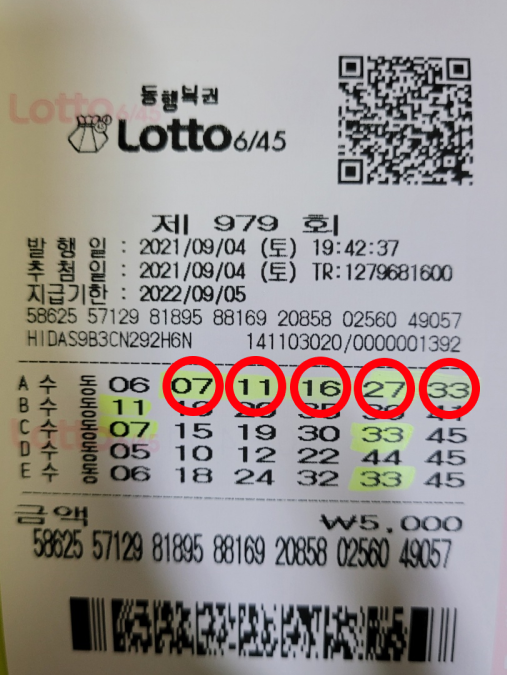 Lotto 6/45
동행복권
Lotto 6/45
제 979 회
발 행 일 : 2021/09/04 (토) 19:42:37
추 첨 일 : 2021/09/04 (토) TR:1279681600
지급기한 : 2022/09/05
58625 57129 81895 88169 20858 02560 49057
HIDAS9B3CN292H6N 141103020/0000001392
A 수 동 06 07 11 16 27 33
B 수 동 11 41
C 수 동 07 15 19 30 33 45
D 수 동 05 10 12 22 44 45
E 수 동 06 18 24 32 33 45
금액 ₩5,000
58625 57129 81895 88169 20858 02560 49057